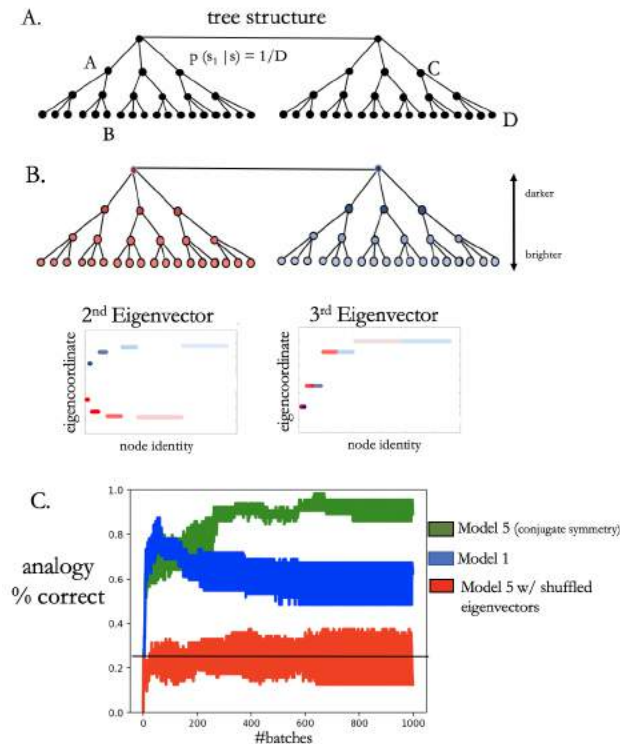 A.
tree structure
A
p (s₁ |s) = 1/D
C
B
D
B.
darker
brighter
2nd Eigenvector
3rd Eigenvector
eigencoordinate
eigencoordinate
node identity
node identity
C.
1.0
0.8
0.6
0.4
0.2
0.0
analogy
% correct
0
200
400
600
800
1000
#batches
Model 5 (conjugate symmetry)
Model 1
Model 5 w/ shuffled
eigenvectors